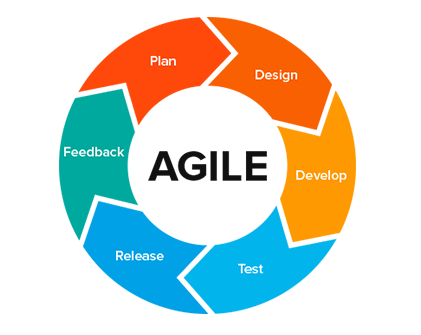 AGILE
Plan
Design
Develop
Test
Release
Feedback